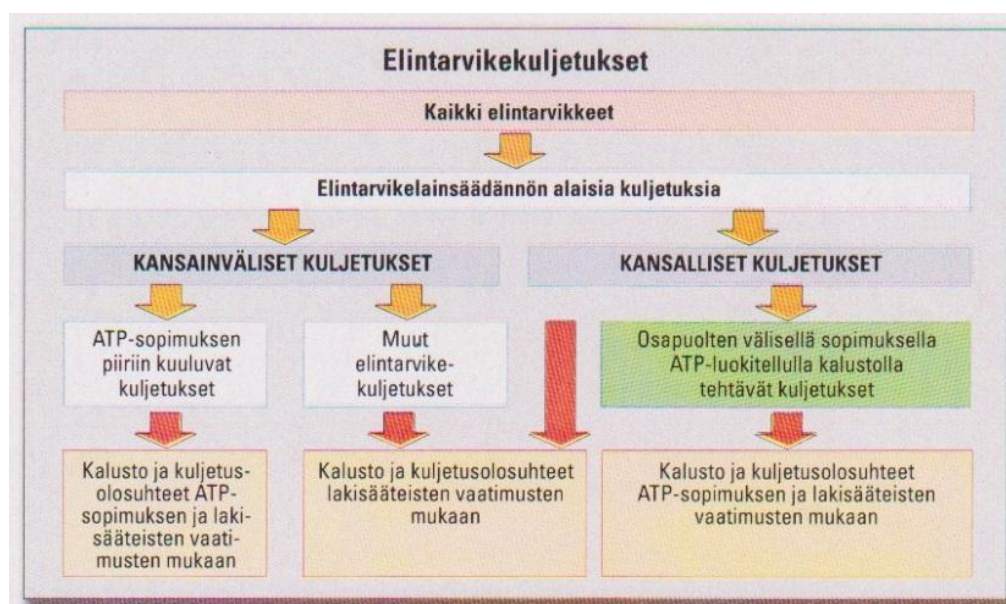 Elintarvikekuljetukset
Kaikki elintarvikkeet
Elintarvikelainsäädännön alaisia kuljetuksia
KANSAINVÄLISET KULJETUKSET
KANSALLISET KULJETUKSET
ATP-sopimuksen
piiriin kuuluvat
kuljetukset
Muut
elintarvike-
kuljetukset
Osapuolten välisellä sopimuksella
ATP-luokitellulla kalustolla
tehtävät kuljetukset
Kalusto ja kuljetus-
olosuhteet ATP-
sopimuksen ja laki-
sääteisten vaati-
musten mukaan
Kalusto ja kuljetusolosuhteet
lakisääteisten vaatimusten
mukaan
Kalusto ja kuljetusolosuhteet
ATP-sopimuksen ja lakisääteisten
vaatimusten mukaan